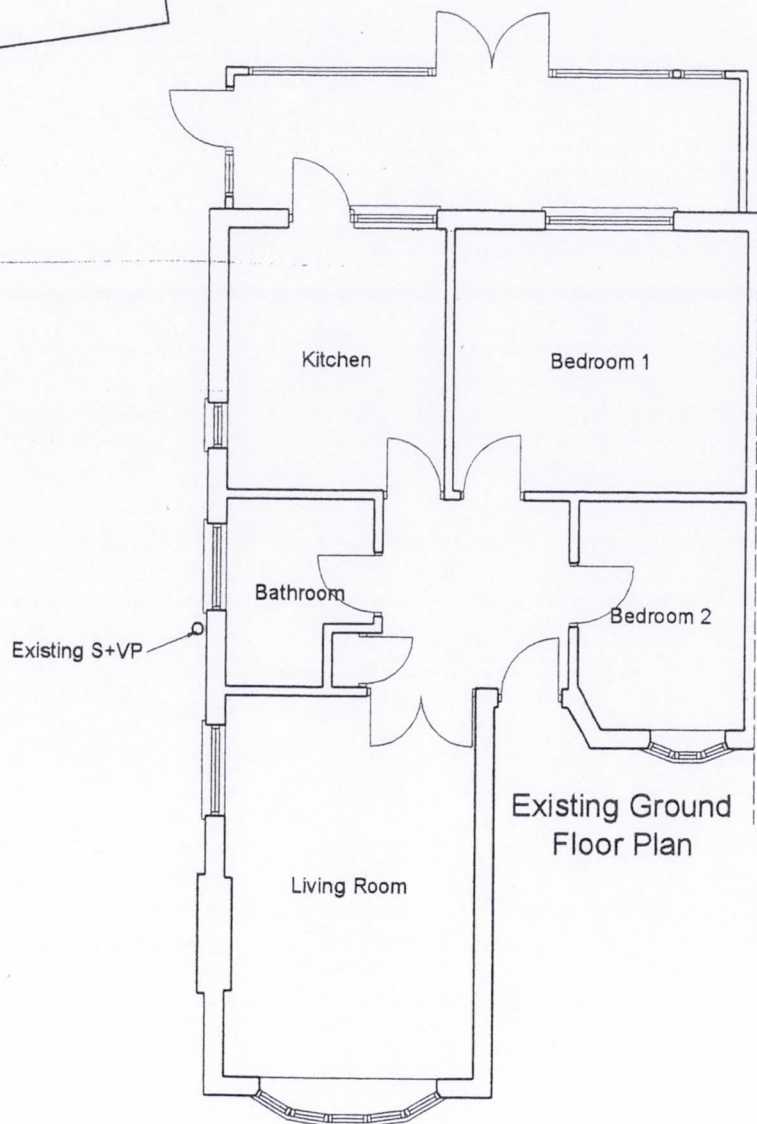 Kitchen
Bedroom 1
Bathroom
Bedroom 2
Existing S+VP
Existing Ground
Floor Plan
Living Room